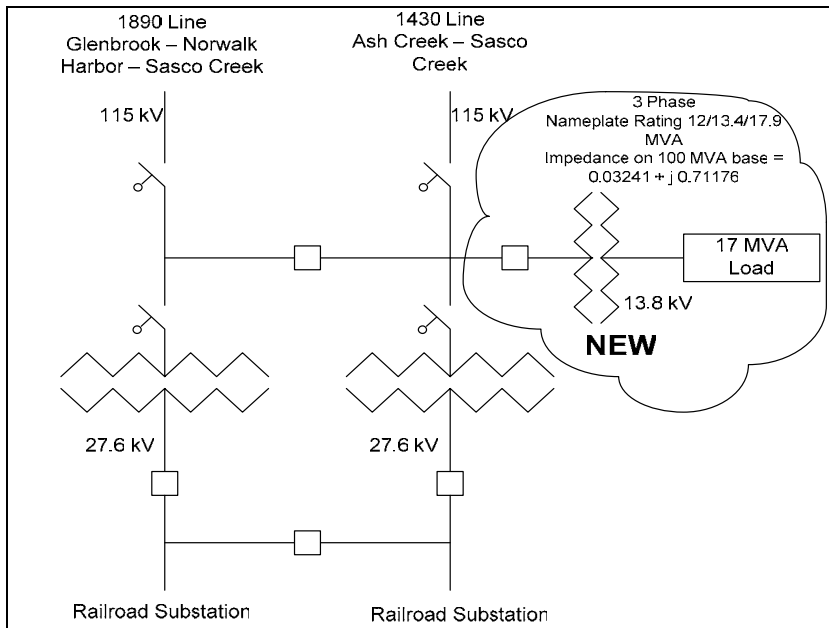 1890 Line
Glenbrook – Norwalk
Harbor – Sasco Creek
1430 Line
Ash Creek – Sasco
Creek
115 kV
115 kV
3 Phase
Nameplate Rating 12/13.4/17.9
MVA
Impedance on 100 MVA base =
0.03241 + j 0.71176
17 MVA
Load
13.8 kV
NEW
27.6 kV
27.6 kV
Railroad Substation
Railroad Substation